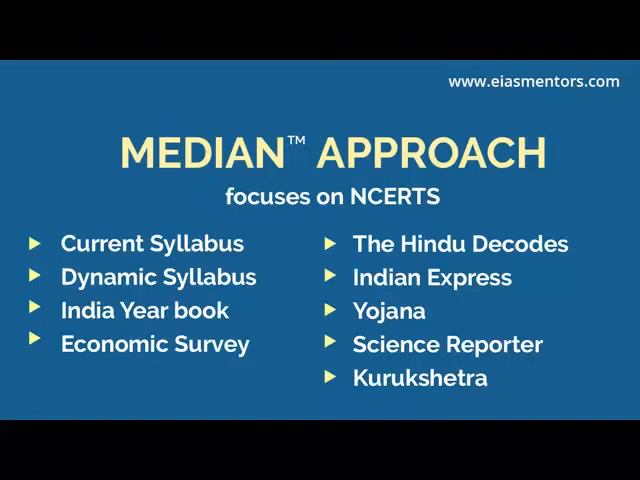 www.eiasmentors.com
MEDIAN™ APPROACH
focuses on NCERTS
Current Syllabus
Dynamic Syllabus
India Year book
Economic Survey
The Hindu Decodes
Indian Express
Yojana
Science Reporter
Kurukshetra